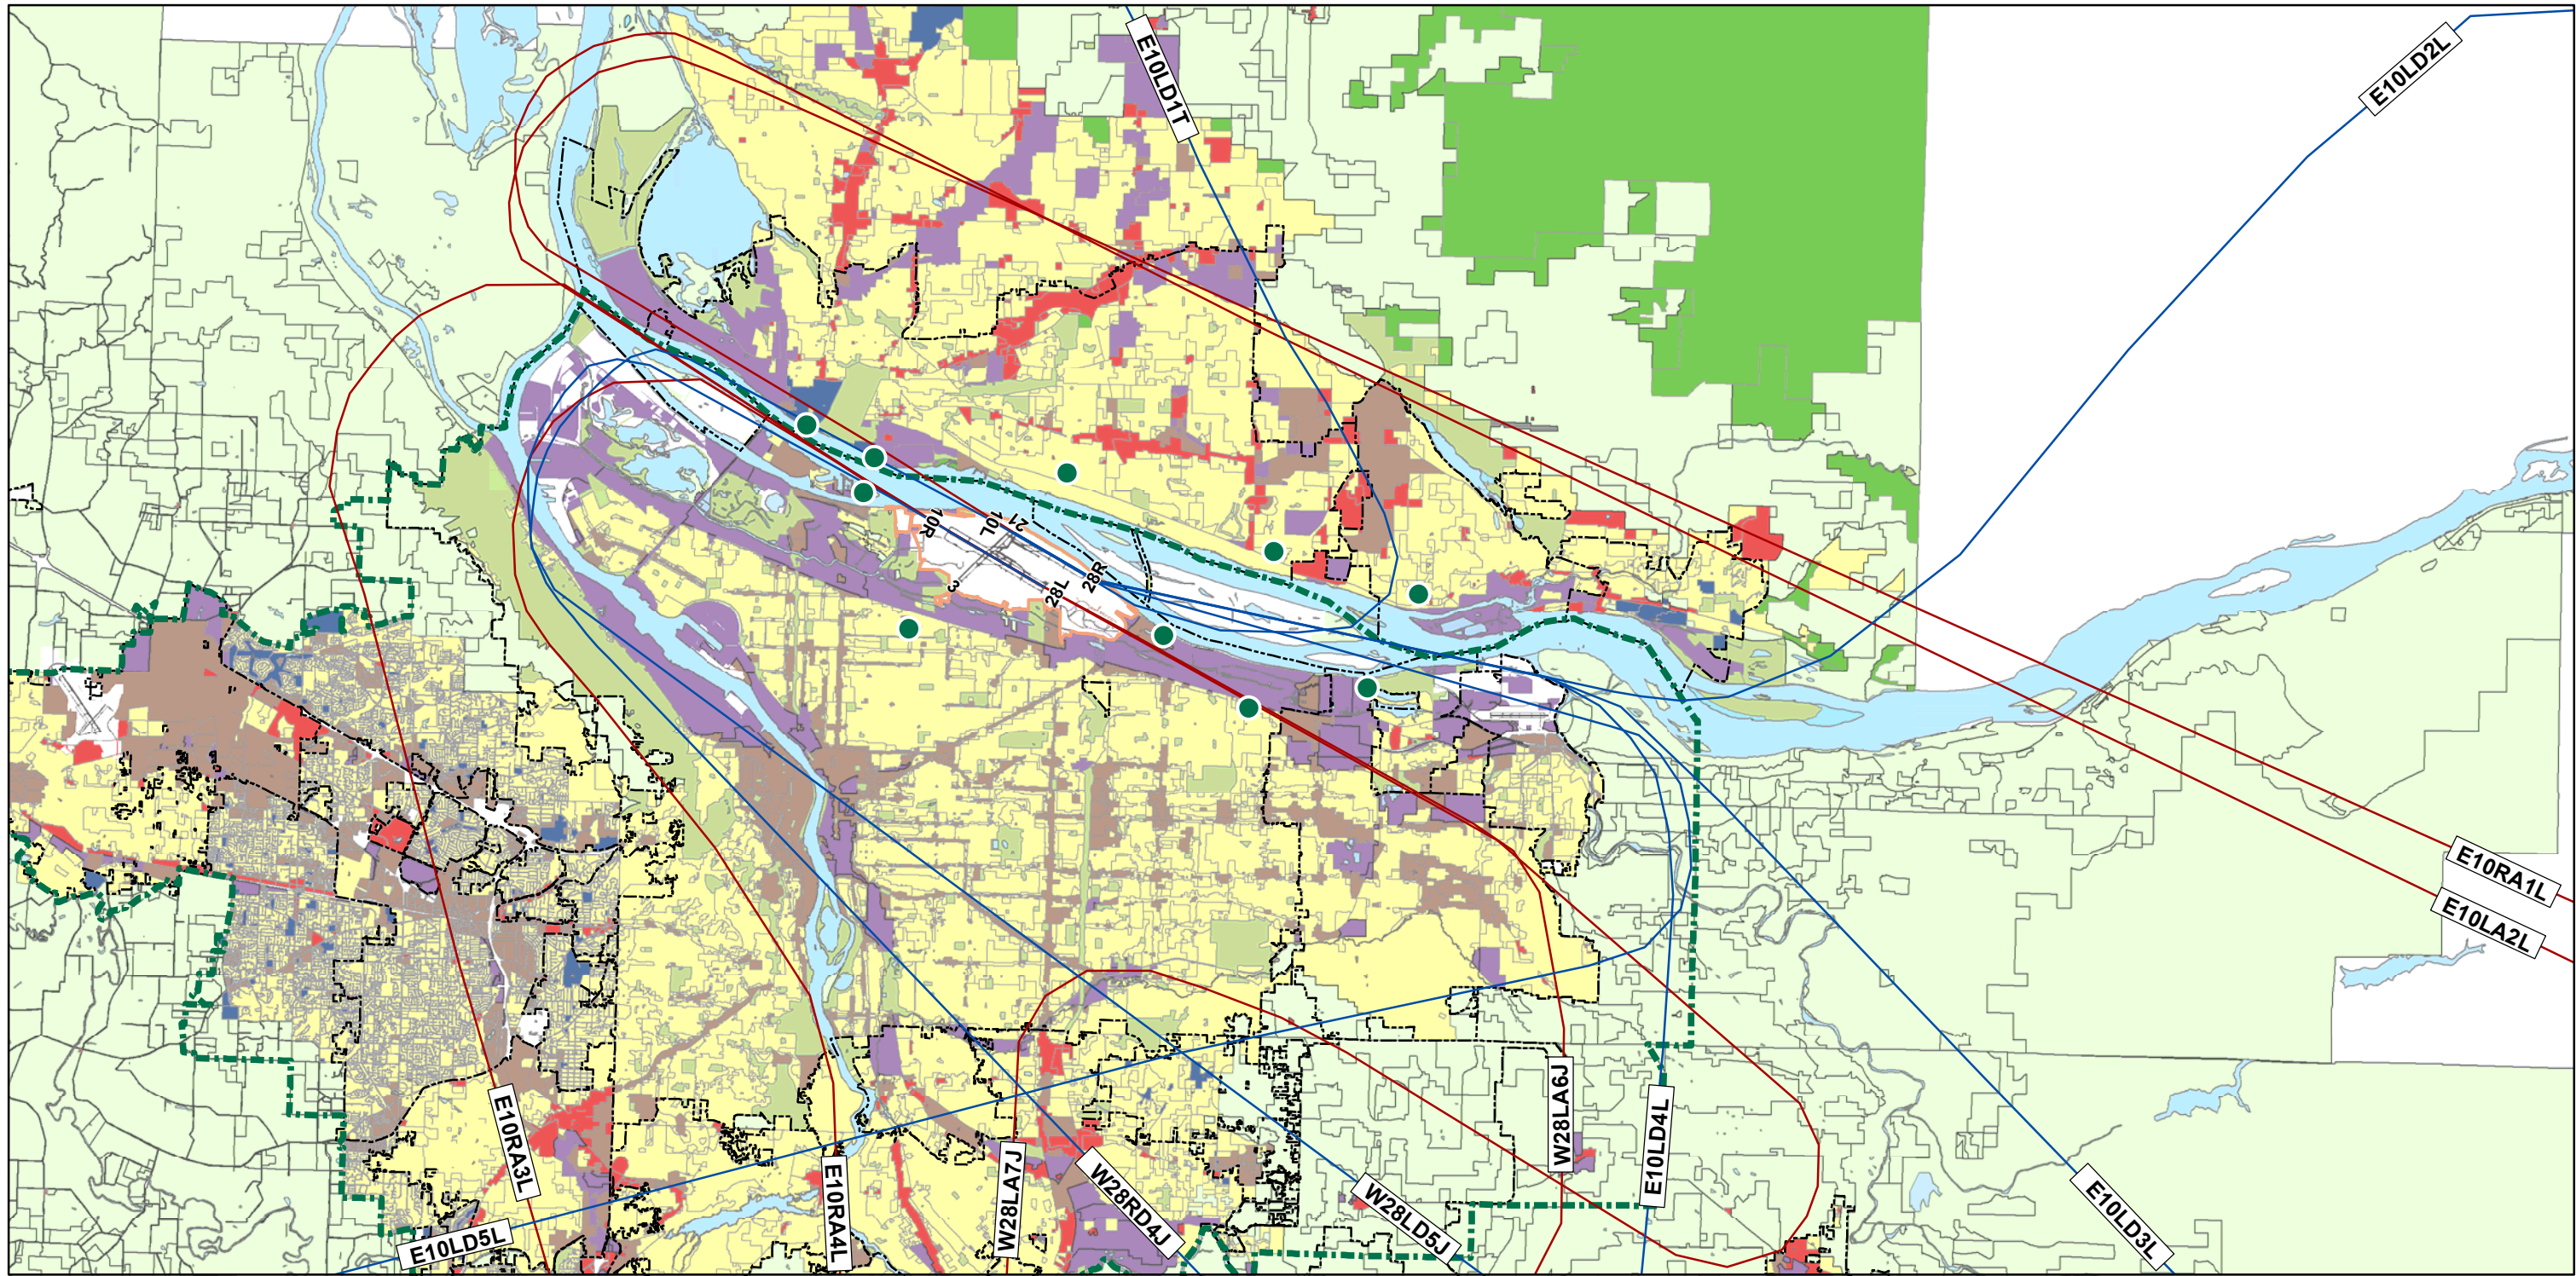 E10LD1T
E10LD2L
10R
10L
21
3
28L
28R
E10RA1L
E10LA2L
E10RA3L
E10RA4L
W28LA7J
W28RD4J
W28LD5J
W28LA6J
E10LD4L
E10LD3L
E10LD5L